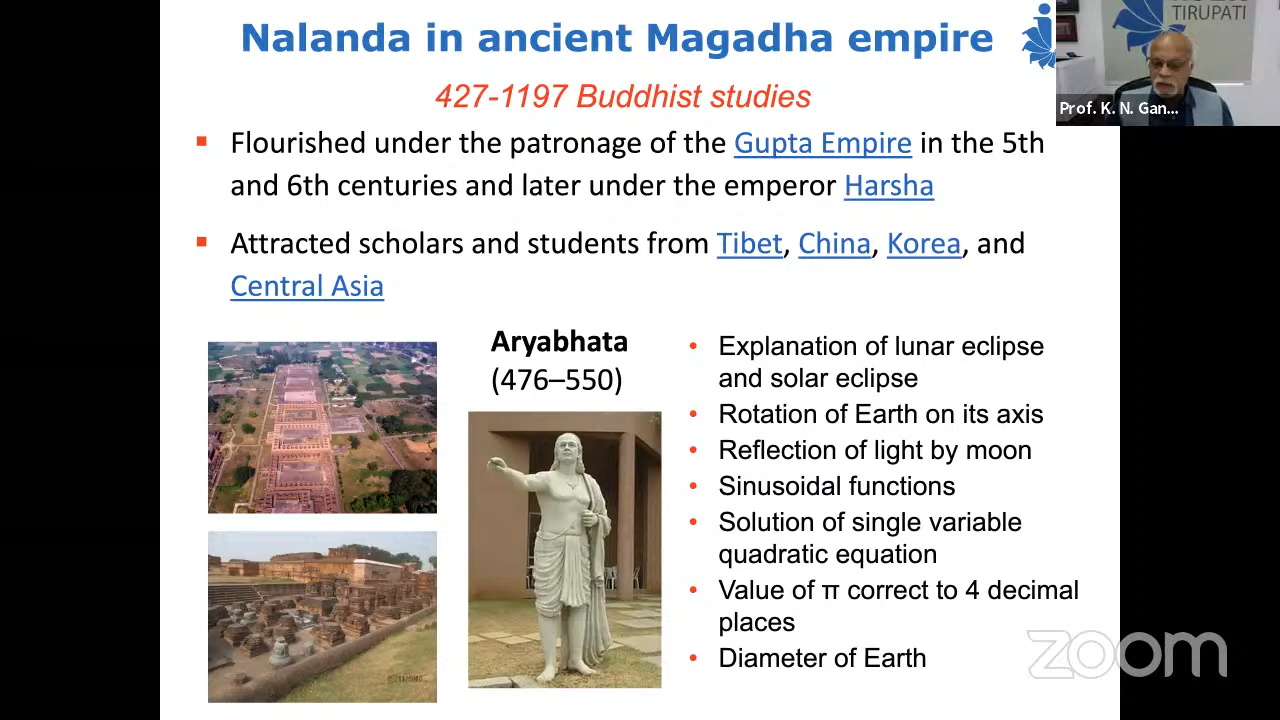 Nalanda in ancient Magadha empire
TIRUPATI
Prof. K. N. Gan...
427-1197 Buddhist studies
▪ Flourished under the patronage of the Gupta Empire in the 5th
and 6th centuries and later under the emperor Harsha
▪ Attracted scholars and students from Tibet, China, Korea, and
Central Asia
Aryabhata
(476–550)
• Explanation of lunar eclipse
and solar eclipse
• Rotation of Earth on its axis
• Reflection of light by moon
• Sinusoidal functions
• Solution of single variable
quadratic equation
• Value of π correct to 4 decimal
places
• Diameter of Earth
zoom